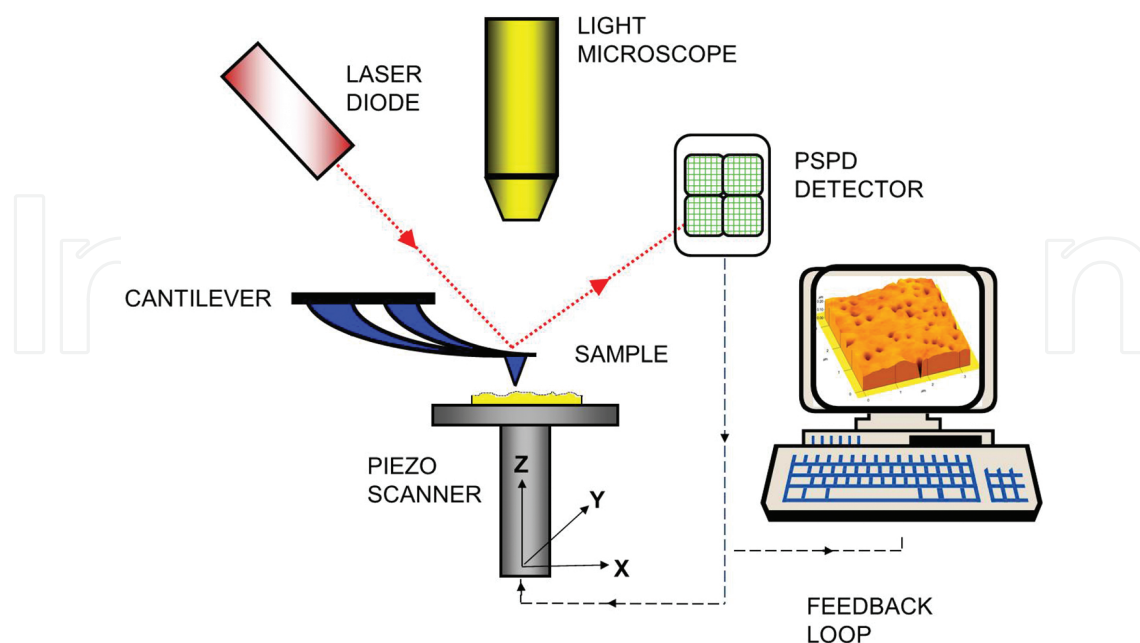 LIGHT
MICROSCOPE
LASER
DIODE
PSPD
DETECTOR
CANTILEVER
SAMPLE
PIEZO
SCANNER
Z
Y
X
FEEDBACK
LOOP